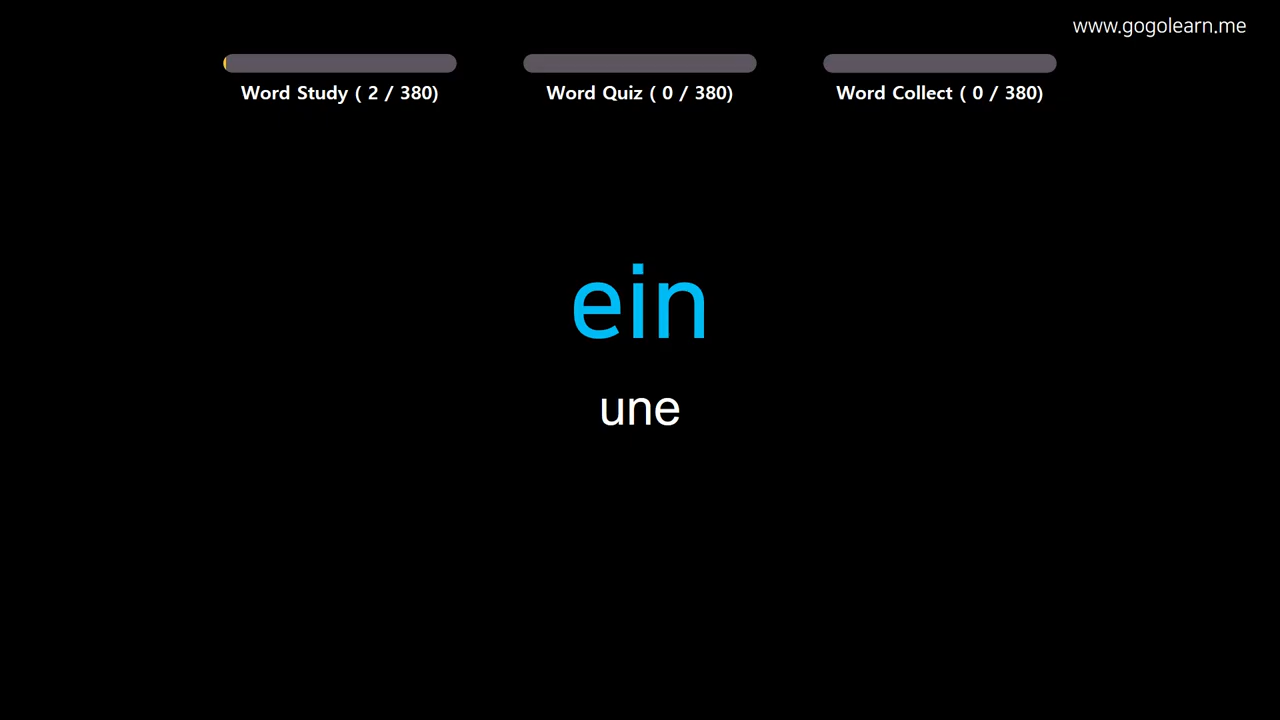 www.gogolearn.me
Word Study ( 2 / 380)
Word Quiz ( 0 / 380)
Word Collect ( 0 / 380)
ein
une